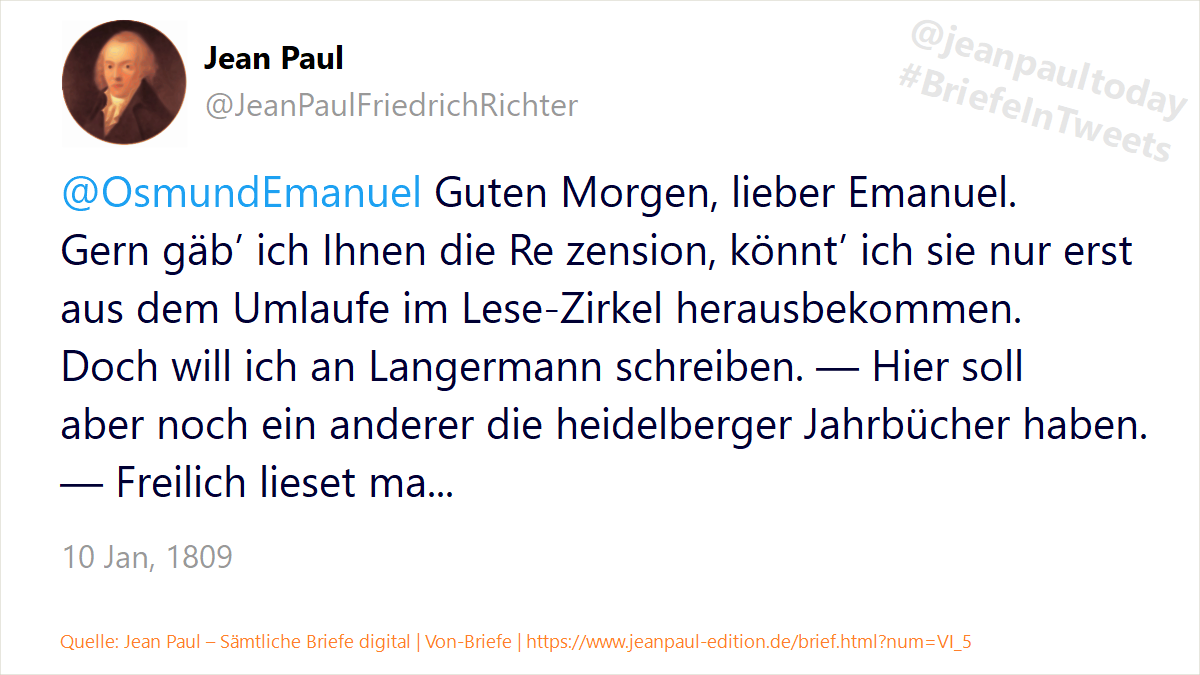 Jean Paul
@JeanPaulFriedrichRichter
@jeanpaultoday
#BriefeInTweets
@OsmundEmanuel Guten Morgen, lieber Emanuel.
Gern gäb’ ich Ihnen die Re zension, könnt’ ich sie nur erst
aus dem Umlaufe im Lese-Zirkel herausbekommen.
Doch will ich an Langermann schreiben. — Hier soll
aber noch ein anderer die heidelberger Jahrbücher haben.
— Freilich lieset ma...
10 Jan, 1809
Quelle: Jean Paul – Sämtliche Briefe digital | Von-Briefe | https://www.jeanpaul-edition.de/brief.html?num=VI_5